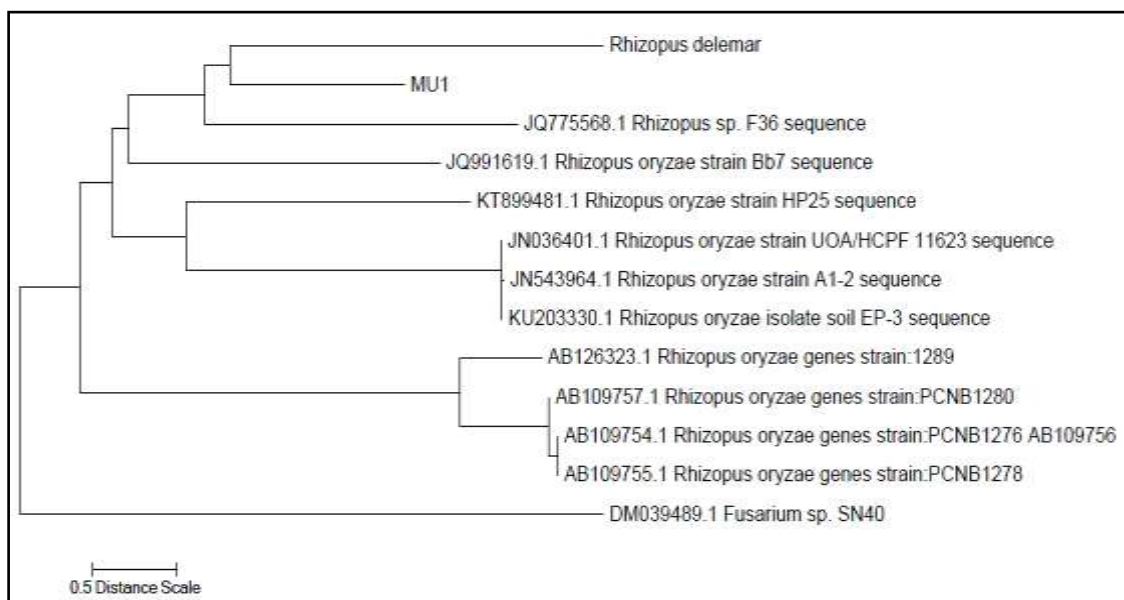 Rhizopus delemar
MU1
JQ775568.1 Rhizopus sp. F36 sequence
JQ991619.1 Rhizopus oryzae strain Bb7 sequence
KT899481.1 Rhizopus oryzae strain HP25 sequence
JN036401.1 Rhizopus oryzae strain UOA/HCPF 11623 sequence
JN543964.1 Rhizopus oryzae strain A1-2 sequence
KU203330.1 Rhizopus oryzae isolate soil EP-3 sequence
AB126323.1 Rhizopus oryzae genes strain:1289
AB109757.1 Rhizopus oryzae genes strain:PCNB1280
AB109754.1 Rhizopus oryzae genes strain:PCNB1276 AB109756
AB109755.1 Rhizopus oryzae genes strain:PCNB1278
DM039489.1 Fusarium sp. SN40
0.5 Distance Scale